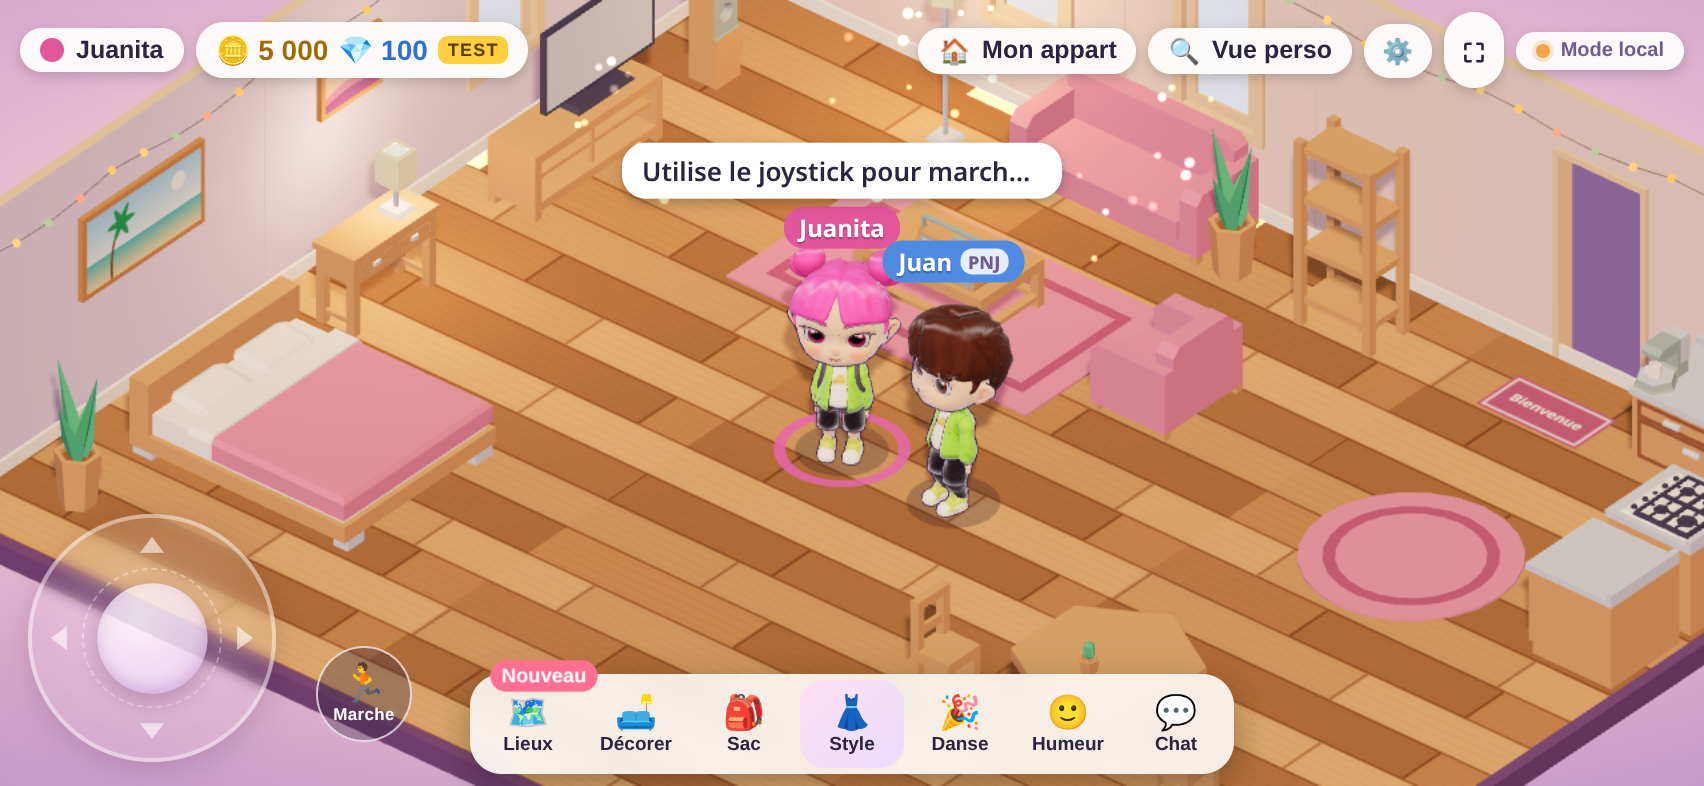 Juanita
5 000 100 TEST
Mon appart
Vue perso
Mode local
Utilise le joystick pour march...
Juanita
Juan PNJ
Bienvenue
Marche
Nouveau
Lieux
Décorer
Sac
Style
Danse
Humeur
Chat